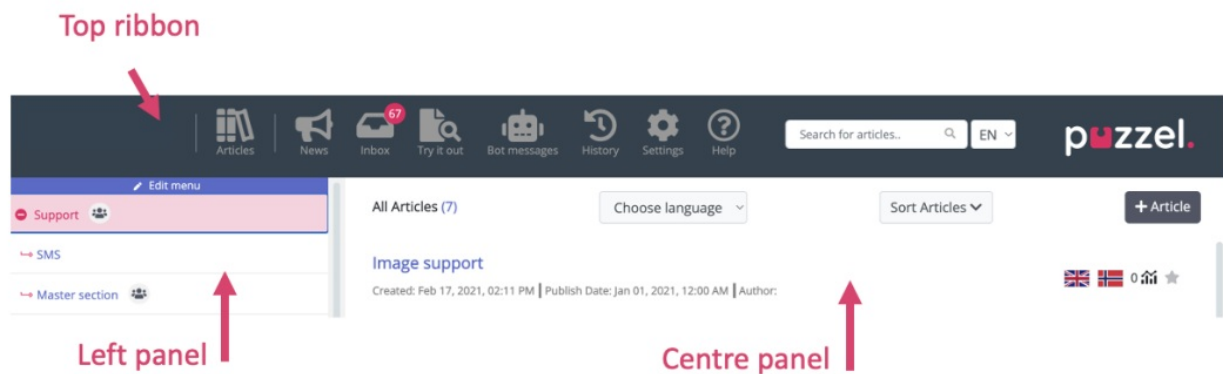 Top ribbon
67
Articles
News
Inbox
Try it out
Bot messages
History
Settings
Help
Search for articles..
EN
puzzel.
Edit menu
Support
SMS
Master section
All Articles (7)
Choose language
Sort Articles
+ Article
Image support
Created: Feb 17, 2021, 02:11 PM | Publish Date: Jan 01, 2021, 12:00 AM | Author:
0
Left panel
Centre panel